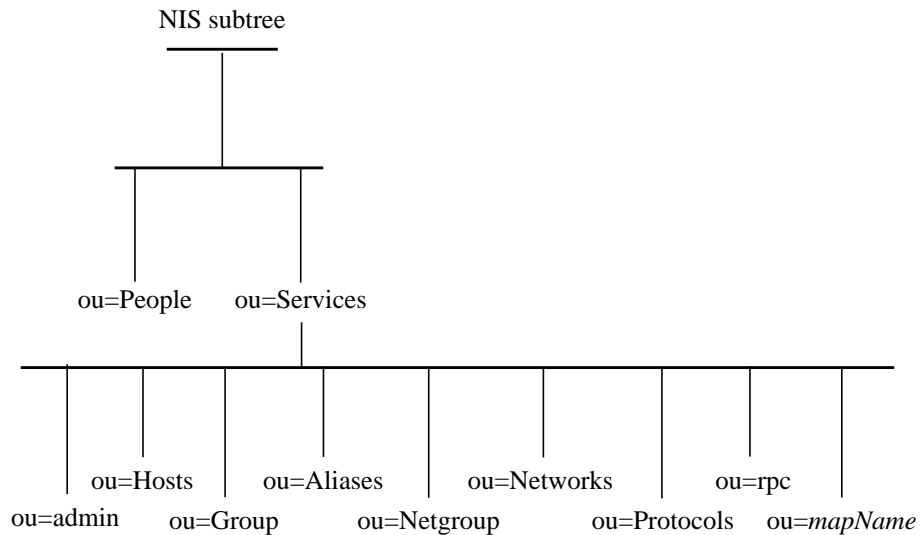 NIS subtree
ou=People ou=Services
ou=Hosts ou=Aliases ou=Networks ou=rpc
ou=admin ou=Group ou=Netgroup ou=Protocols ou=mapName